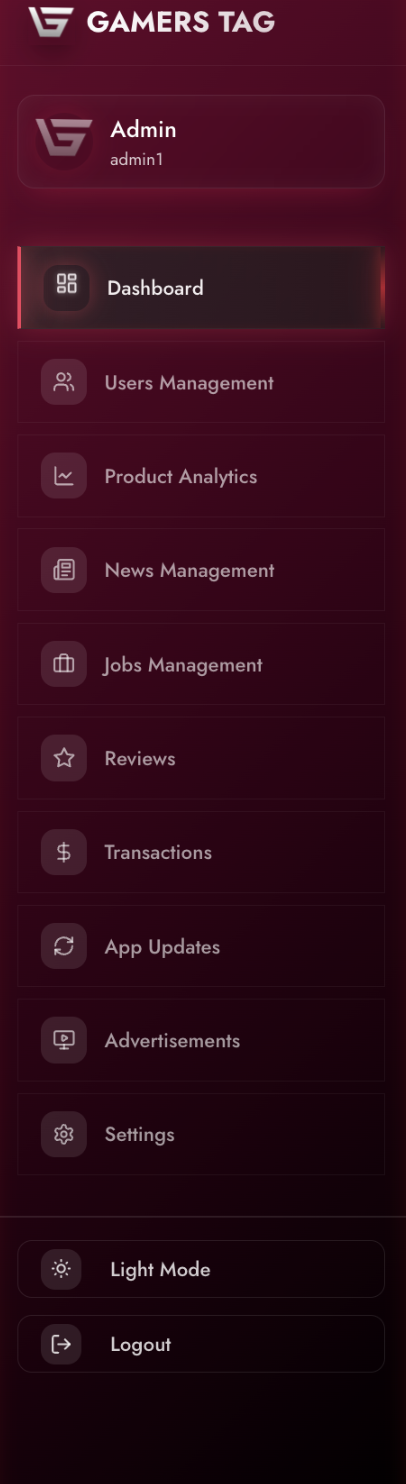 GAMERS TAG
Admin
admin1
Dashboard
Users Management
Product Analytics
News Management
Jobs Management
Reviews
Transactions
App Updates
Advertisements
Settings
Light Mode
Logout